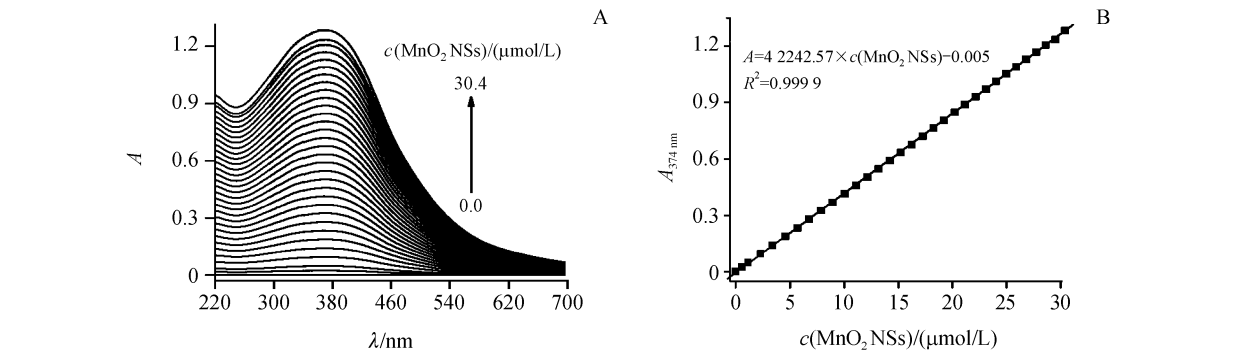 A
c(MnO₂ NSs)/(μmol/L)
30.4
0.0
1.2
0.9
0.6
0.3
0
A
220 300 380 460 540 620 700
λ/nm
B
A=4 2242.57×c(MnO₂ NSs)−0.005
R²=0.999 9
1.2
0.9
0.6
0.3
0
A₃₇₄ ₙₘ
0 5 10 15 20 25 30
c(MnO₂ NSs)/(μmol/L)